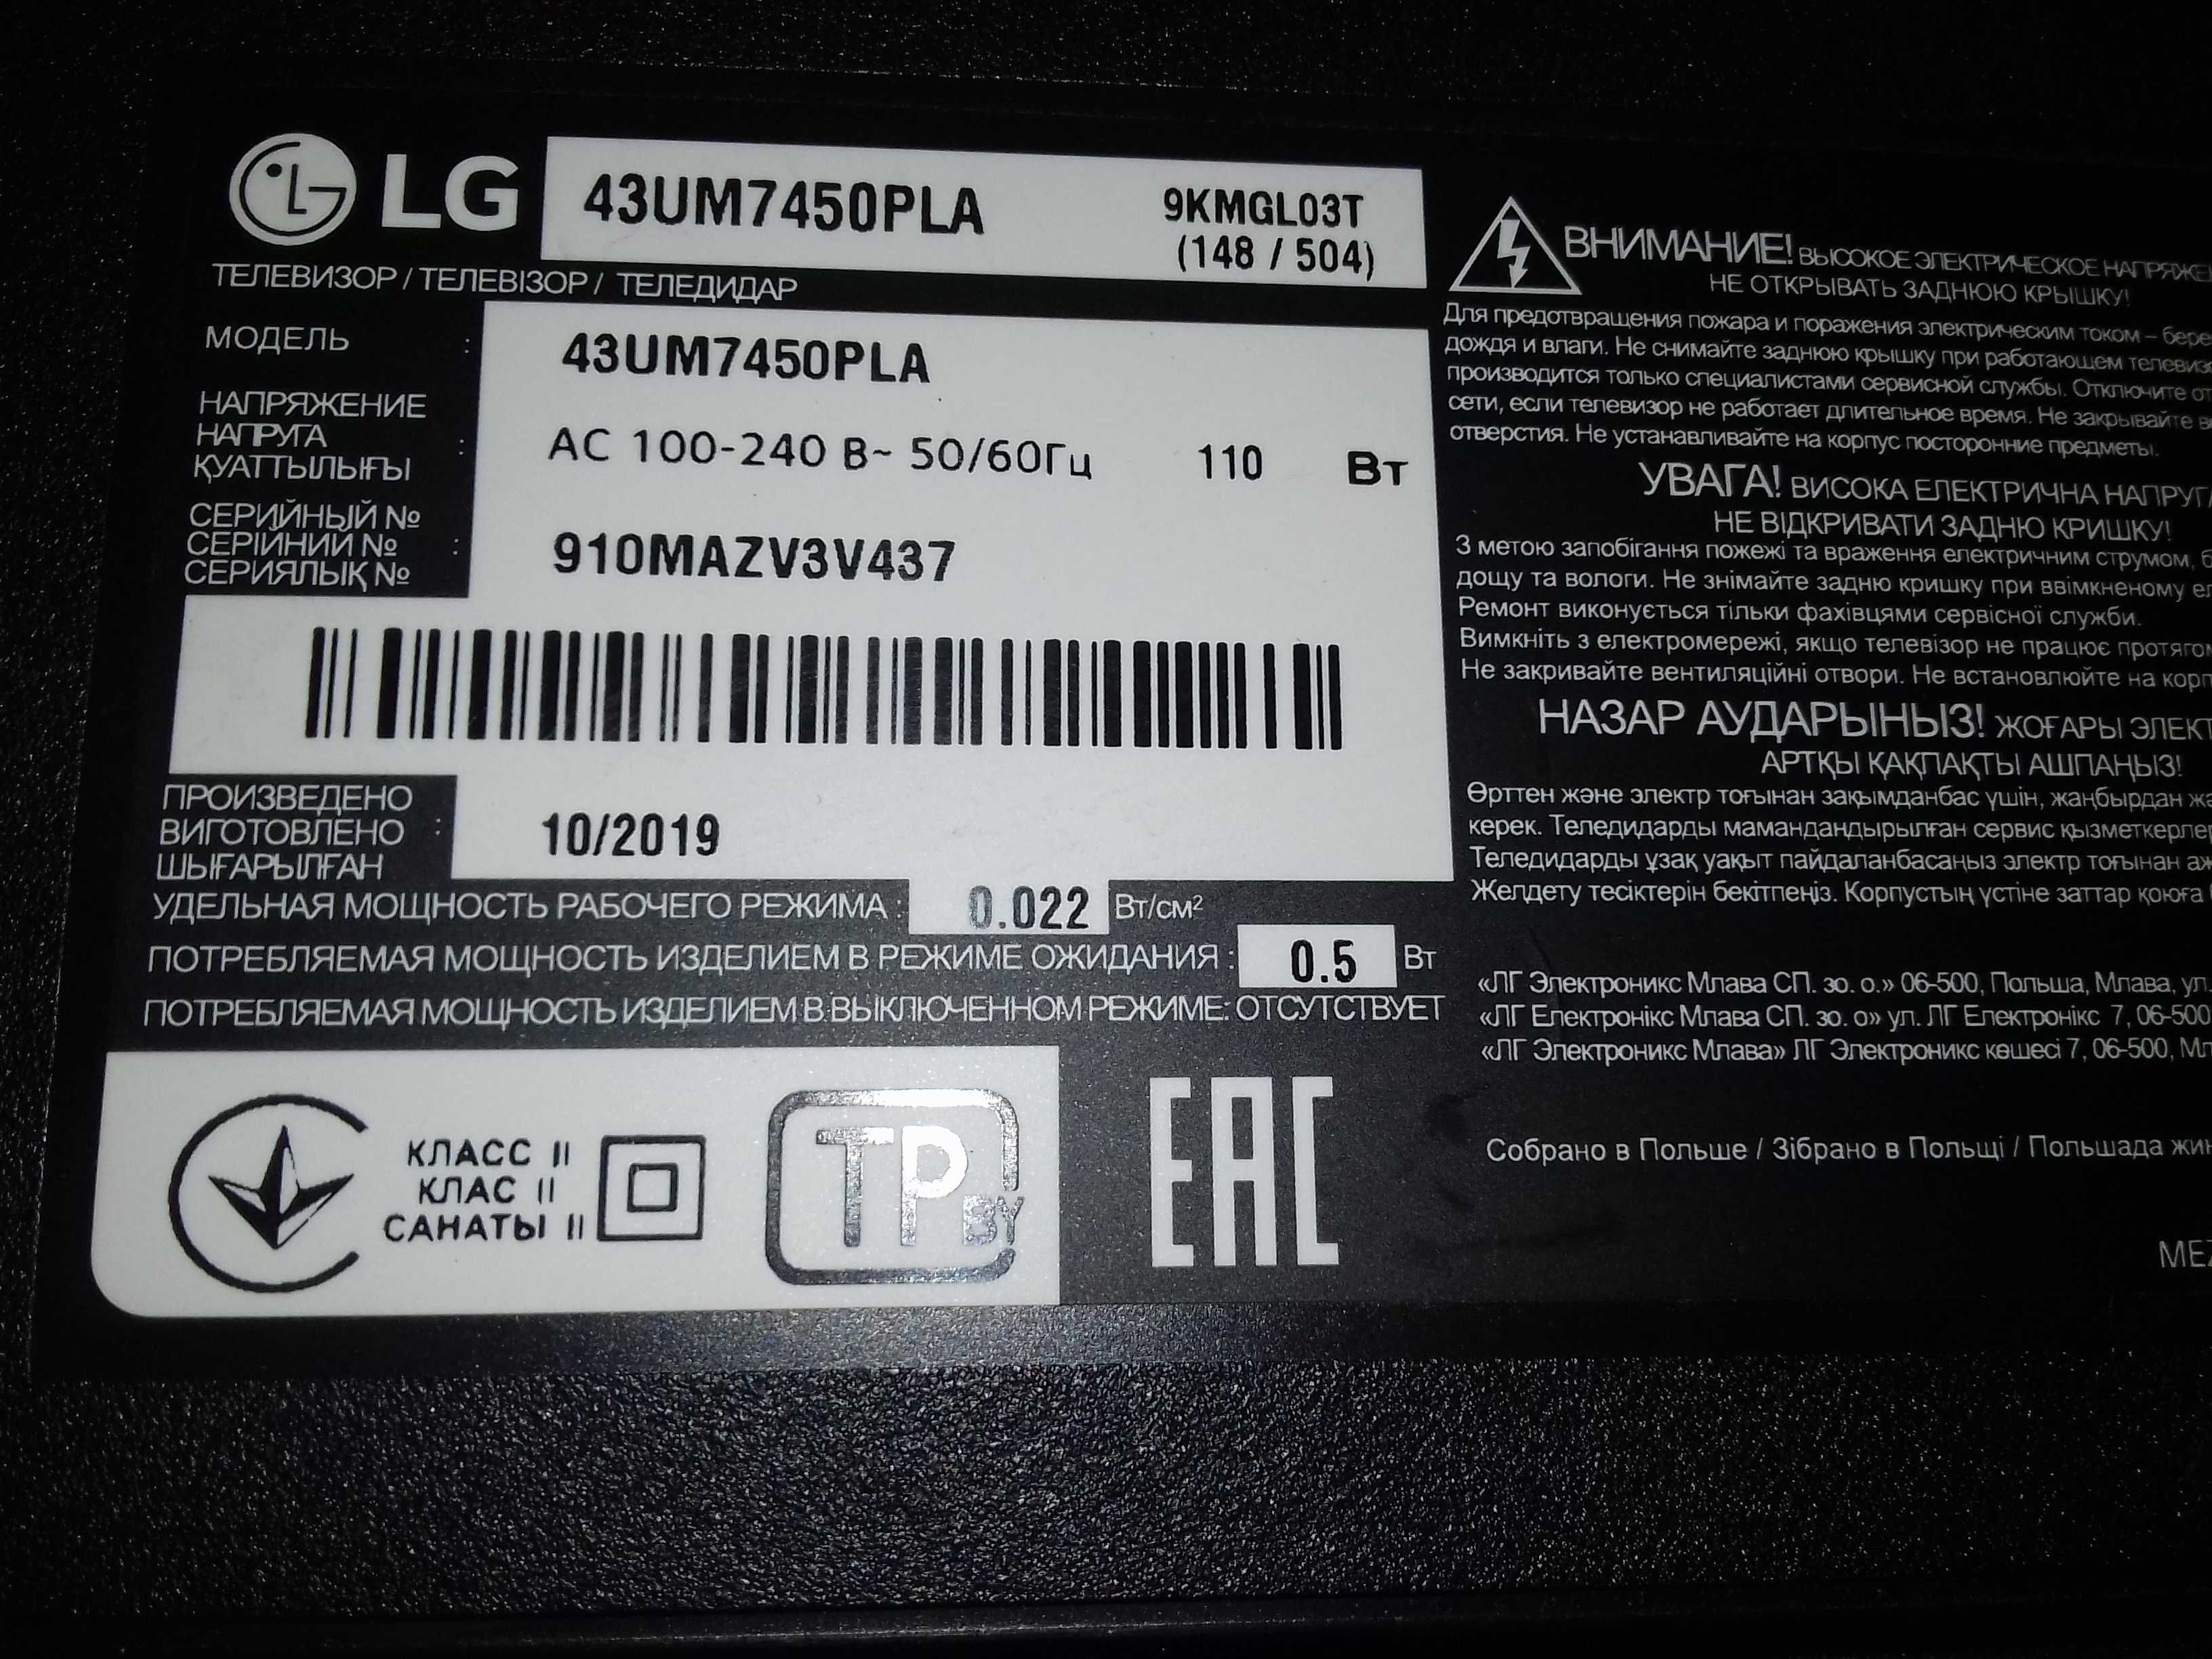 LG 43UM7450PLA 9KMGL03T
(148 / 504)
ТЕЛЕВИЗОР / ТЕЛЕВІЗОР / ТЕЛЕДИДАР
МОДЕЛЬ : 43UM7450PLA
НАПРЯЖЕНИЕ
НАПРУГА : AC 100-240 В~ 50/60Гц 110 Вт
ҚУАТТЫЛЫҒЫ
СЕРИЙНЫЙ №
СЕРІЙНИЙ № : 910MAZV3V437
СЕРИЯЛЫҚ №
ПРОИЗВЕДЕНО
ВИГОТОВЛЕНО : 10/2019
ШЫҒАРЫЛҒАН
УДЕЛЬНАЯ МОЩНОСТЬ РАБОЧЕГО РЕЖИМА : 0.022 Вт/см²
ПОТРЕБЛЯЕМАЯ МОЩНОСТЬ ИЗДЕЛИЕМ В РЕЖИМЕ ОЖИДАНИЯ : 0.5 Вт
ПОТРЕБЛЯЕМАЯ МОЩНОСТЬ ИЗДЕЛИЕМ В ВЫКЛЮЧЕННОМ РЕЖИМЕ: ОТСУТСТВУЕТ
КЛАСС II
КЛАС II
САНАТЫ II
TP BY
EAC
ВНИМАНИЕ! ВЫСОКОЕ ЭЛЕКТРИЧЕСКОЕ
НЕ ОТКРЫВАТЬ ЗАДНЮЮ КРЫШКУ!
Для предотвращения пожара и поражения электрическим током –
дождя и влаги. Не снимайте заднюю крышку при работающем
производится только специалистами сервисной службы. Отключите
сети, если телевизор не работает длительное время. Не закрывайте
отверстия. Не устанавливайте на корпус посторонние предметы.
УВАГА! ВИСОКА ЕЛЕКТРИЧНА
НЕ ВІДКРИВАТИ ЗАДНЮ КРИШКУ!
З метою запобігання пожежі та враження електричним струмом,
дощу та вологи. Не знімайте задню кришку при ввімкненому
Ремонт виконується тільки фахівцями сервісної служби.
Вимкніть з електромережі, якщо телевізор не працює
Не закривайте вентиляційні отвори. Не встановлюйте на
НАЗАР АУДАРЫҢЫЗ! ЖОҒАРЫ
АРТҚЫ ҚАҚПАҚТЫ АШПАҢЫЗ!
Өрттен және электр тоғынан зақымданбас үшін, жаңбырдан
керек. Теледидарды мамандандырылған сервис
Теледидарды ұзақ уақыт пайдаланбасаңыз электр тоғынан
Желдету тесіктерін бекітпеңіз. Корпустың үстіне заттар қоюға
«ЛГ Электроникс Млава СП. зо. о.» 06-500, Польша, Млава, ул.
«ЛГ Електронікс Млава СП. зо. о» ул. ЛГ Електронікс 7, 06-500
«ЛГ Электроникс Млава» ЛГ Электроникс көшесі 7, 06-500,
Собрано в Польше / Зібрано в Польщі / Польшада